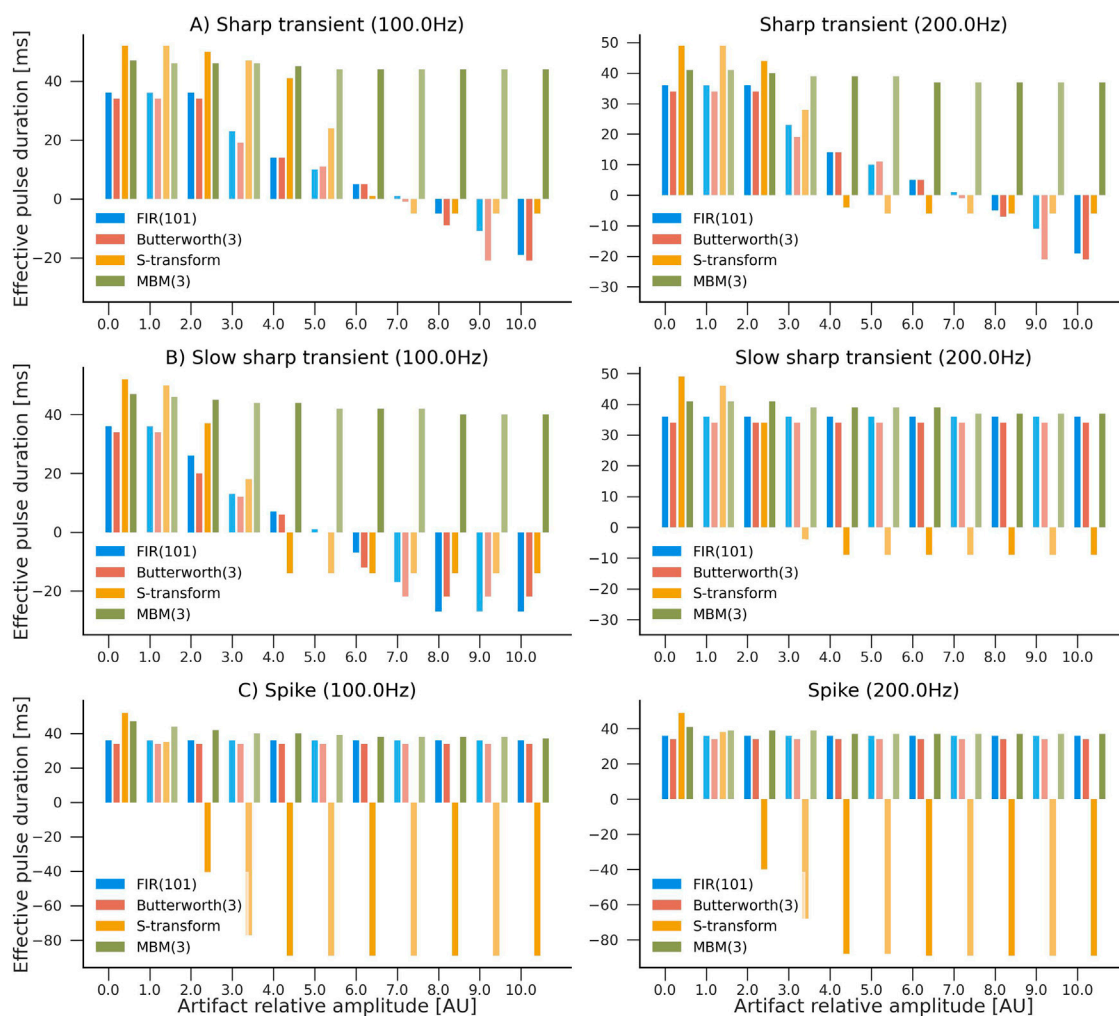 A) Sharp transient (100.0Hz)
Effective pulse duration [ms]
40
20
0
−20
FIR(101)
Butterworth(3)
S-transform
MBM(3)
0.0 1.0 2.0 3.0 4.0 5.0 6.0 7.0 8.0 9.0 10.0
Sharp transient (200.0Hz)
50
40
30
20
10
0
−10
−20
−30
FIR(101)
Butterworth(3)
S-transform
MBM(3)
0.0 1.0 2.0 3.0 4.0 5.0 6.0 7.0 8.0 9.0 10.0
B) Slow sharp transient (100.0Hz)
Effective pulse duration [ms]
40
20
0
−20
FIR(101)
Butterworth(3)
S-transform
MBM(3)
0.0 1.0 2.0 3.0 4.0 5.0 6.0 7.0 8.0 9.0 10.0
Slow sharp transient (200.0Hz)
50
40
30
20
10
0
−10
−20
−30
FIR(101)
Butterworth(3)
S-transform
MBM(3)
0.0 1.0 2.0 3.0 4.0 5.0 6.0 7.0 8.0 9.0 10.0
C) Spike (100.0Hz)
Effective pulse duration [ms]
40
20
0
−20
−40
−60
−80
FIR(101)
Butterworth(3)
S-transform
MBM(3)
0.0 1.0 2.0 3.0 4.0 5.0 6.0 7.0 8.0 9.0 10.0
Artifact relative amplitude [AU]
Spike (200.0Hz)
40
20
0
−20
−40
−60
−80
FIR(101)
Butterworth(3)
S-transform
MBM(3)
0.0 1.0 2.0 3.0 4.0 5.0 6.0 7.0 8.0 9.0 10.0
Artifact relative amplitude [AU]